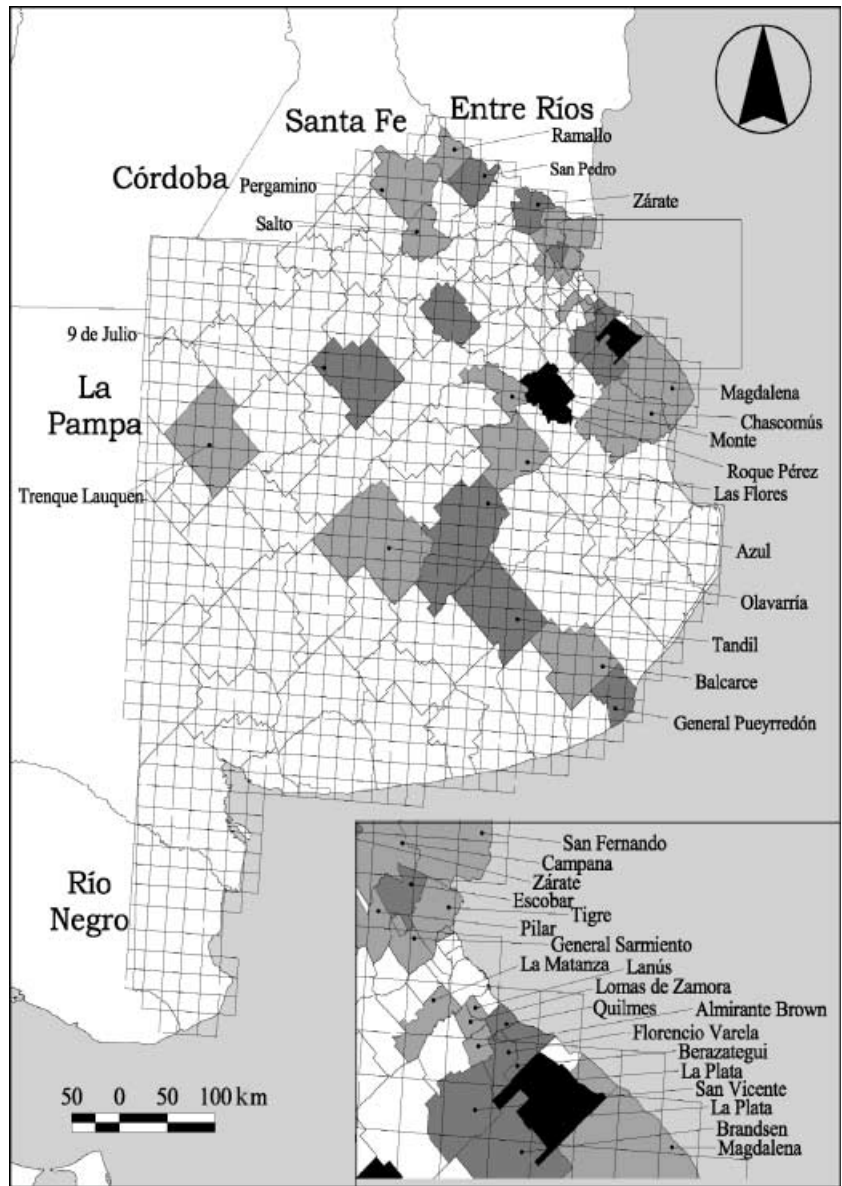 Entre Ríos
Santa Fe
Ramallo
Córdoba
San Pedro
Pergamino
Zárate
Salto
9 de Julio
La
Pampa
Magdalena
Chascomús
Monte
Roque Pérez
Trenque Lauquen
Las Flores
Azul
Olavarría
Tandil
Balcarce
General Pueyrredón
Río
Negro
50 0 50 100 km
San Fernando
Campana
Zárate
Escobar
Tigre
Pilar
General Sarmiento
La Matanza
Lanús
Lomas de Zamora
Quilmes
Almirante Brown
Florencio Varela
Berazategui
La Plata
San Vicente
La Plata
Brandsen
Magdalena